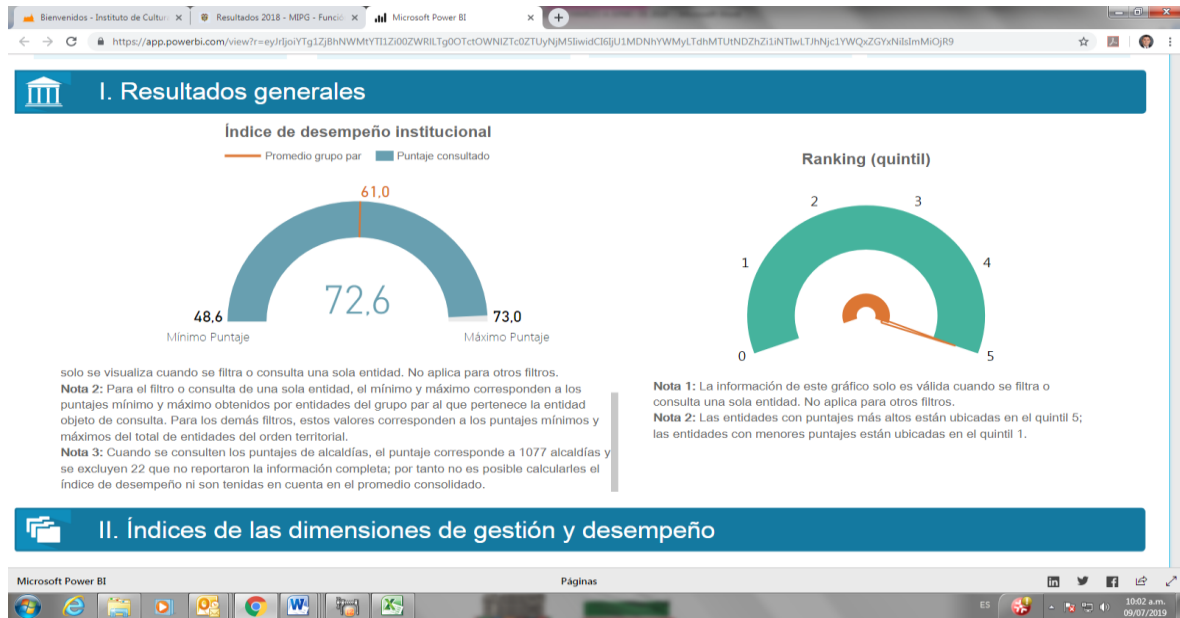 Bienvenidos - Instituto de Cultur
Resultados 2018 - MIPG - Funció
Microsoft Power BI
I. Resultados generales
Índice de desempeño institucional
Promedio grupo par
Puntaje consultado
61,0
72,6
48,6
Mínimo Puntaje
73,0
Máximo Puntaje
solo se visualiza cuando se filtra o consulta una sola entidad. No aplica para otros filtros.
Nota 2: Para el filtro o consulta de una sola entidad, el mínimo y máximo corresponden a los
puntajes mínimo y máximo obtenidos por entidades del grupo par al que pertenece la entidad
objeto de consulta. Para los demás filtros, estos valores corresponden a los puntajes mínimos y
máximos del total de entidades del orden territorial.
Nota 3: Cuando se consulten los puntajes de alcaldías, el puntaje corresponde a 1077 alcaldías y
se excluyen 22 que no reportaron la información completa; por tanto no es posible calcularles el
índice de desempeño ni son tenidas en cuenta en el promedio consolidado.
Ranking (quintil)
0
1
2
3
4
5
Nota 1: La información de este gráfico solo es válida cuando se filtra o
consulta una sola entidad. No aplica para otros filtros.
Nota 2: Las entidades con puntajes más altos están ubicadas en el quintil 5;
las entidades con menores puntajes están ubicadas en el quintil 1.
II. Índices de las dimensiones de gestión y desempeño
Microsoft Power BI
Páginas
ES
10:02 a.m.
09/07/2019